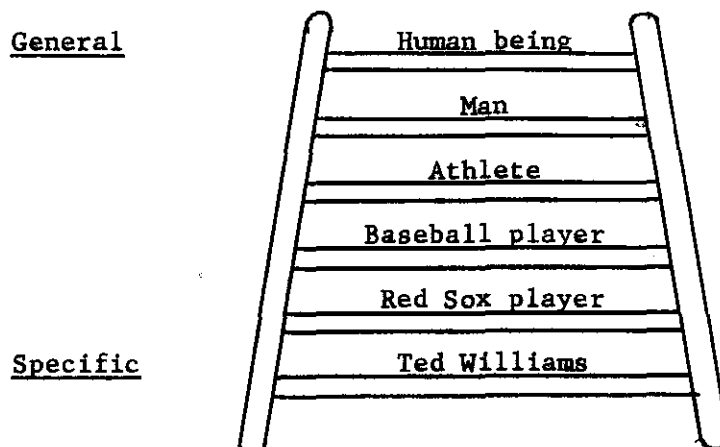 General
Human being
Man
Athlete
Baseball player
Red Sox player
Specific
Ted Williams